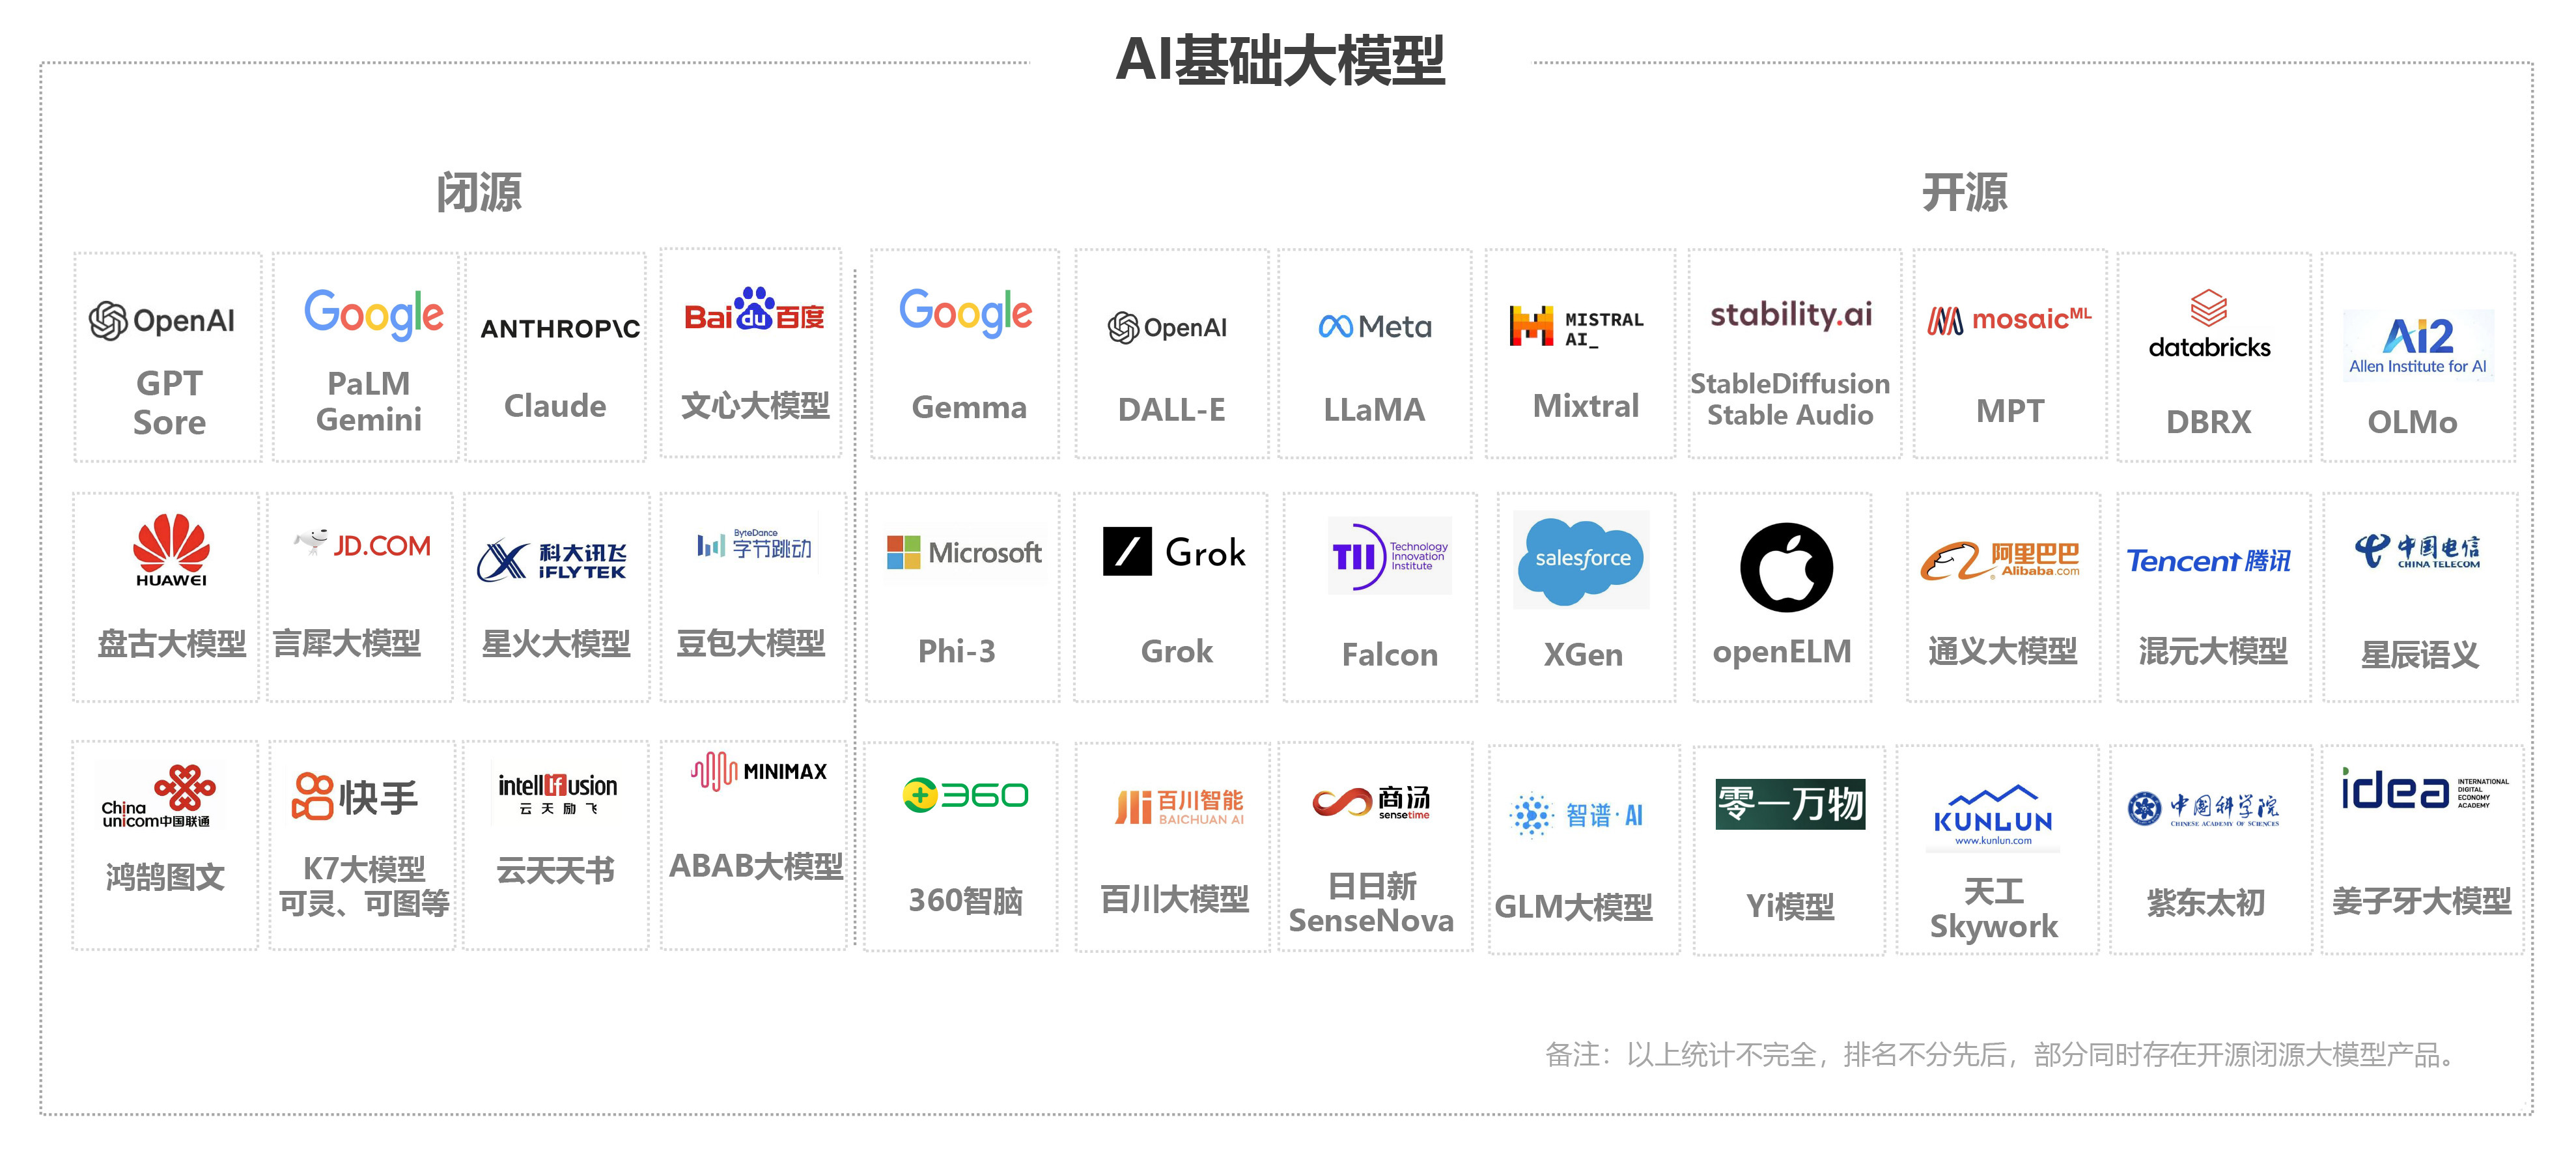 AI基础大模型
闭源
开源
OpenAI
GPT
Sore
Google
PaLM
Gemini
ANTHROP\C
Claude
Bai du 百度
文心大模型
Google
Gemma
OpenAI
DALL-E
Meta
LLaMA
MISTRAL
AI_
Mixtral
stability.ai
StableDiffusion
Stable Audio
mosaicML
MPT
databricks
DBRX
Ai2
Allen Institute for AI
OLMo
HUAWEI
盘古大模型
JD.COM
言犀大模型
科大讯飞
iFLYTEK
星火大模型
ByteDance
字节跳动
豆包大模型
Microsoft
Phi-3
Grok
Grok
TII
Technology
Innovation
Institute
Falcon
salesforce
XGen
openELM
阿里巴巴
Alibaba.com
通义大模型
Tencent 腾讯
混元大模型
中国电信
CHINA TELECOM
星辰语义
China
unicom中国联通
鸿鹄图文
快手
K7大模型
可灵、可图等
intellifusion
云天励飞
云天天书
MINIMAX
ABAB大模型
360
360智脑
百川智能
BAICHUAN AI
百川大模型
商汤
sensetime
日日新
SenseNova
智谱·AI
GLM大模型
零一万物
Yi模型
KUNLUN
www.kunlun.com
天工
Skywork
中国科学院
CHINESE ACADEMY OF SCIENCES
紫东太初
idea
INTERNATIONAL
DIGITAL
ECONOMY
ACADEMY
姜子牙大模型
备注：以上统计不完全，排名不分先后，部分同时存在开源闭源大模型产品。